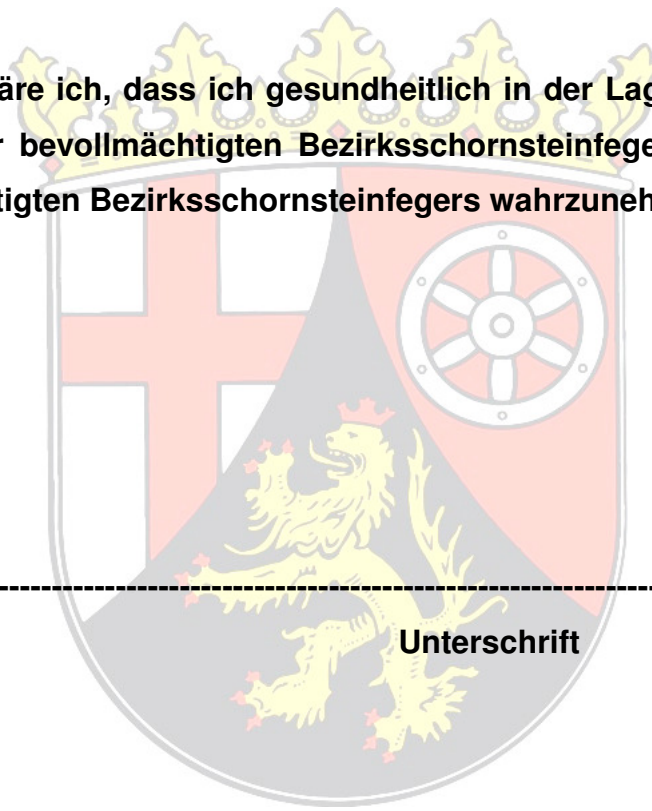 äre ich, dass ich gesundheitlich in der Lag
r bevollmächtigten Bezirksschornsteinfege
tigten Bezirksschornsteinfegers wahrzuneh
Unterschrift